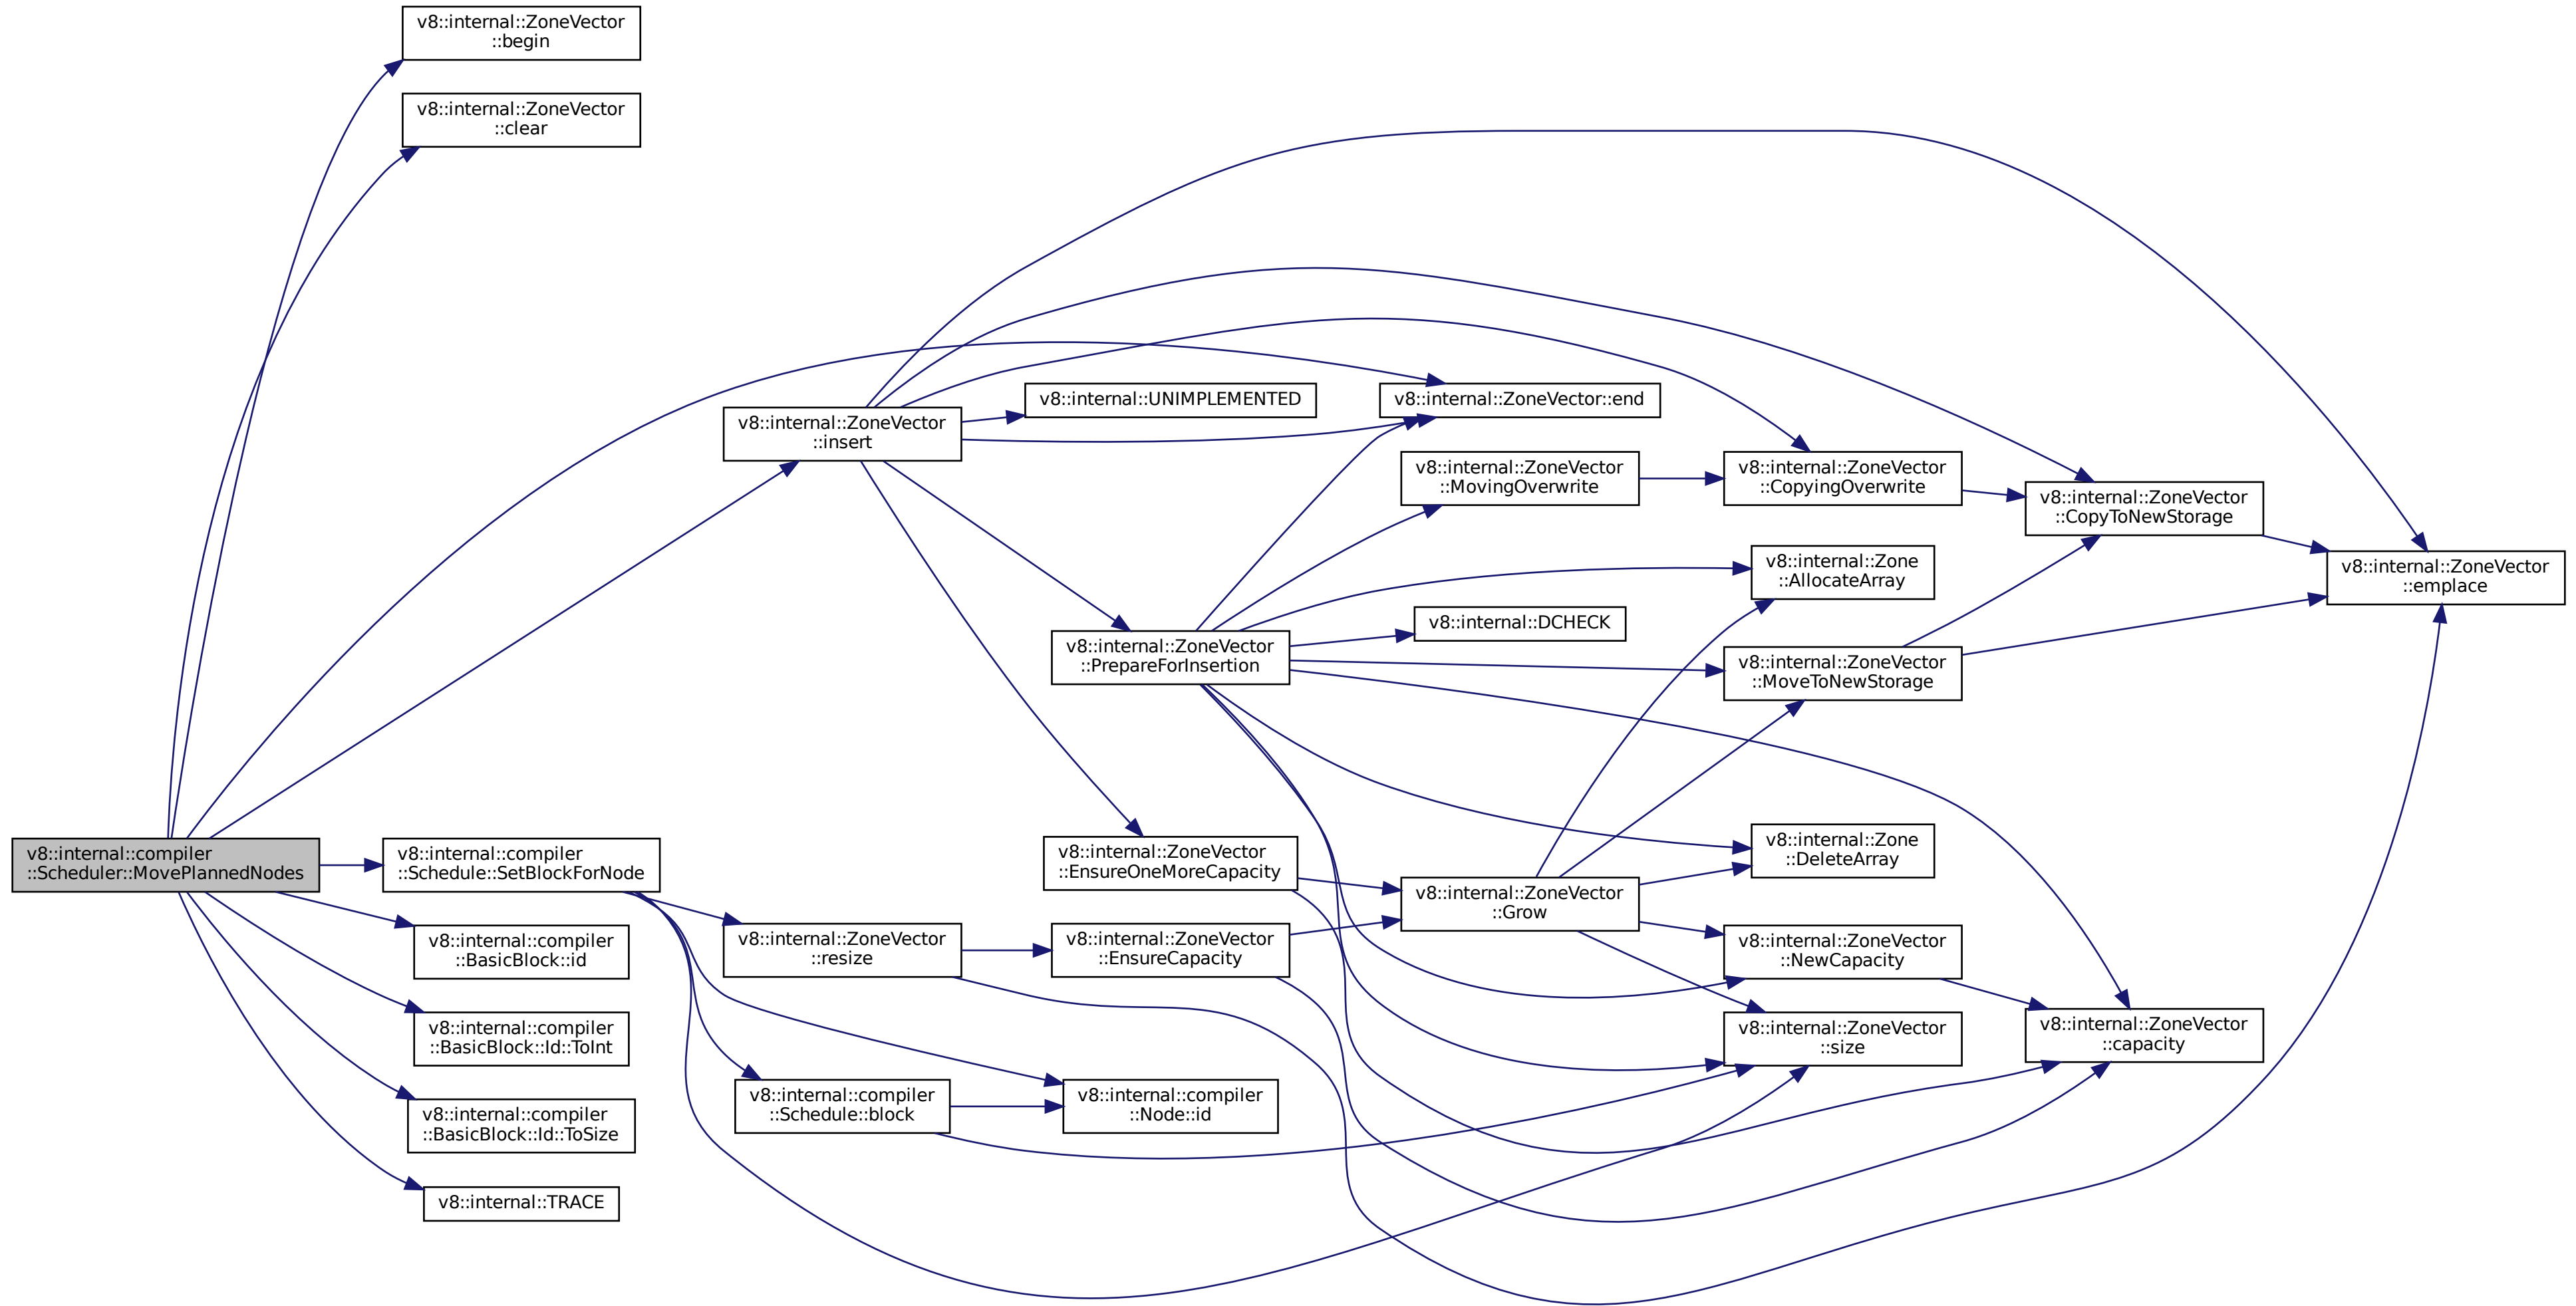 v8::internal::ZoneVector
::begin
v8::internal::ZoneVector
::clear
v8::internal::UNIMPLEMENTED
v8::internal::ZoneVector::end
v8::internal::ZoneVector
::insert
v8::internal::ZoneVector
::MovingOverwrite
v8::internal::ZoneVector
::CopyingOverwrite
v8::internal::ZoneVector
::CopyToNewStorage
v8::internal::Zone
::AllocateArray
v8::internal::ZoneVector
::emplace
v8::internal::DCHECK
v8::internal::ZoneVector
::PrepareForInsertion
v8::internal::ZoneVector
::MoveToNewStorage
v8::internal::compiler
::Scheduler::MovePlannedNodes
v8::internal::compiler
::Schedule::SetBlockForNode
v8::internal::ZoneVector
::EnsureOneMoreCapacity
v8::internal::Zone
::DeleteArray
v8::internal::ZoneVector
::Grow
v8::internal::compiler
::BasicBlock::id
v8::internal::ZoneVector
::resize
v8::internal::ZoneVector
::EnsureCapacity
v8::internal::ZoneVector
::NewCapacity
v8::internal::compiler
::BasicBlock::Id::ToInt
v8::internal::ZoneVector
::size
v8::internal::ZoneVector
::capacity
v8::internal::compiler
::Schedule::block
v8::internal::compiler
::Node::id
v8::internal::compiler
::BasicBlock::Id::ToSize
v8::internal::TRACE